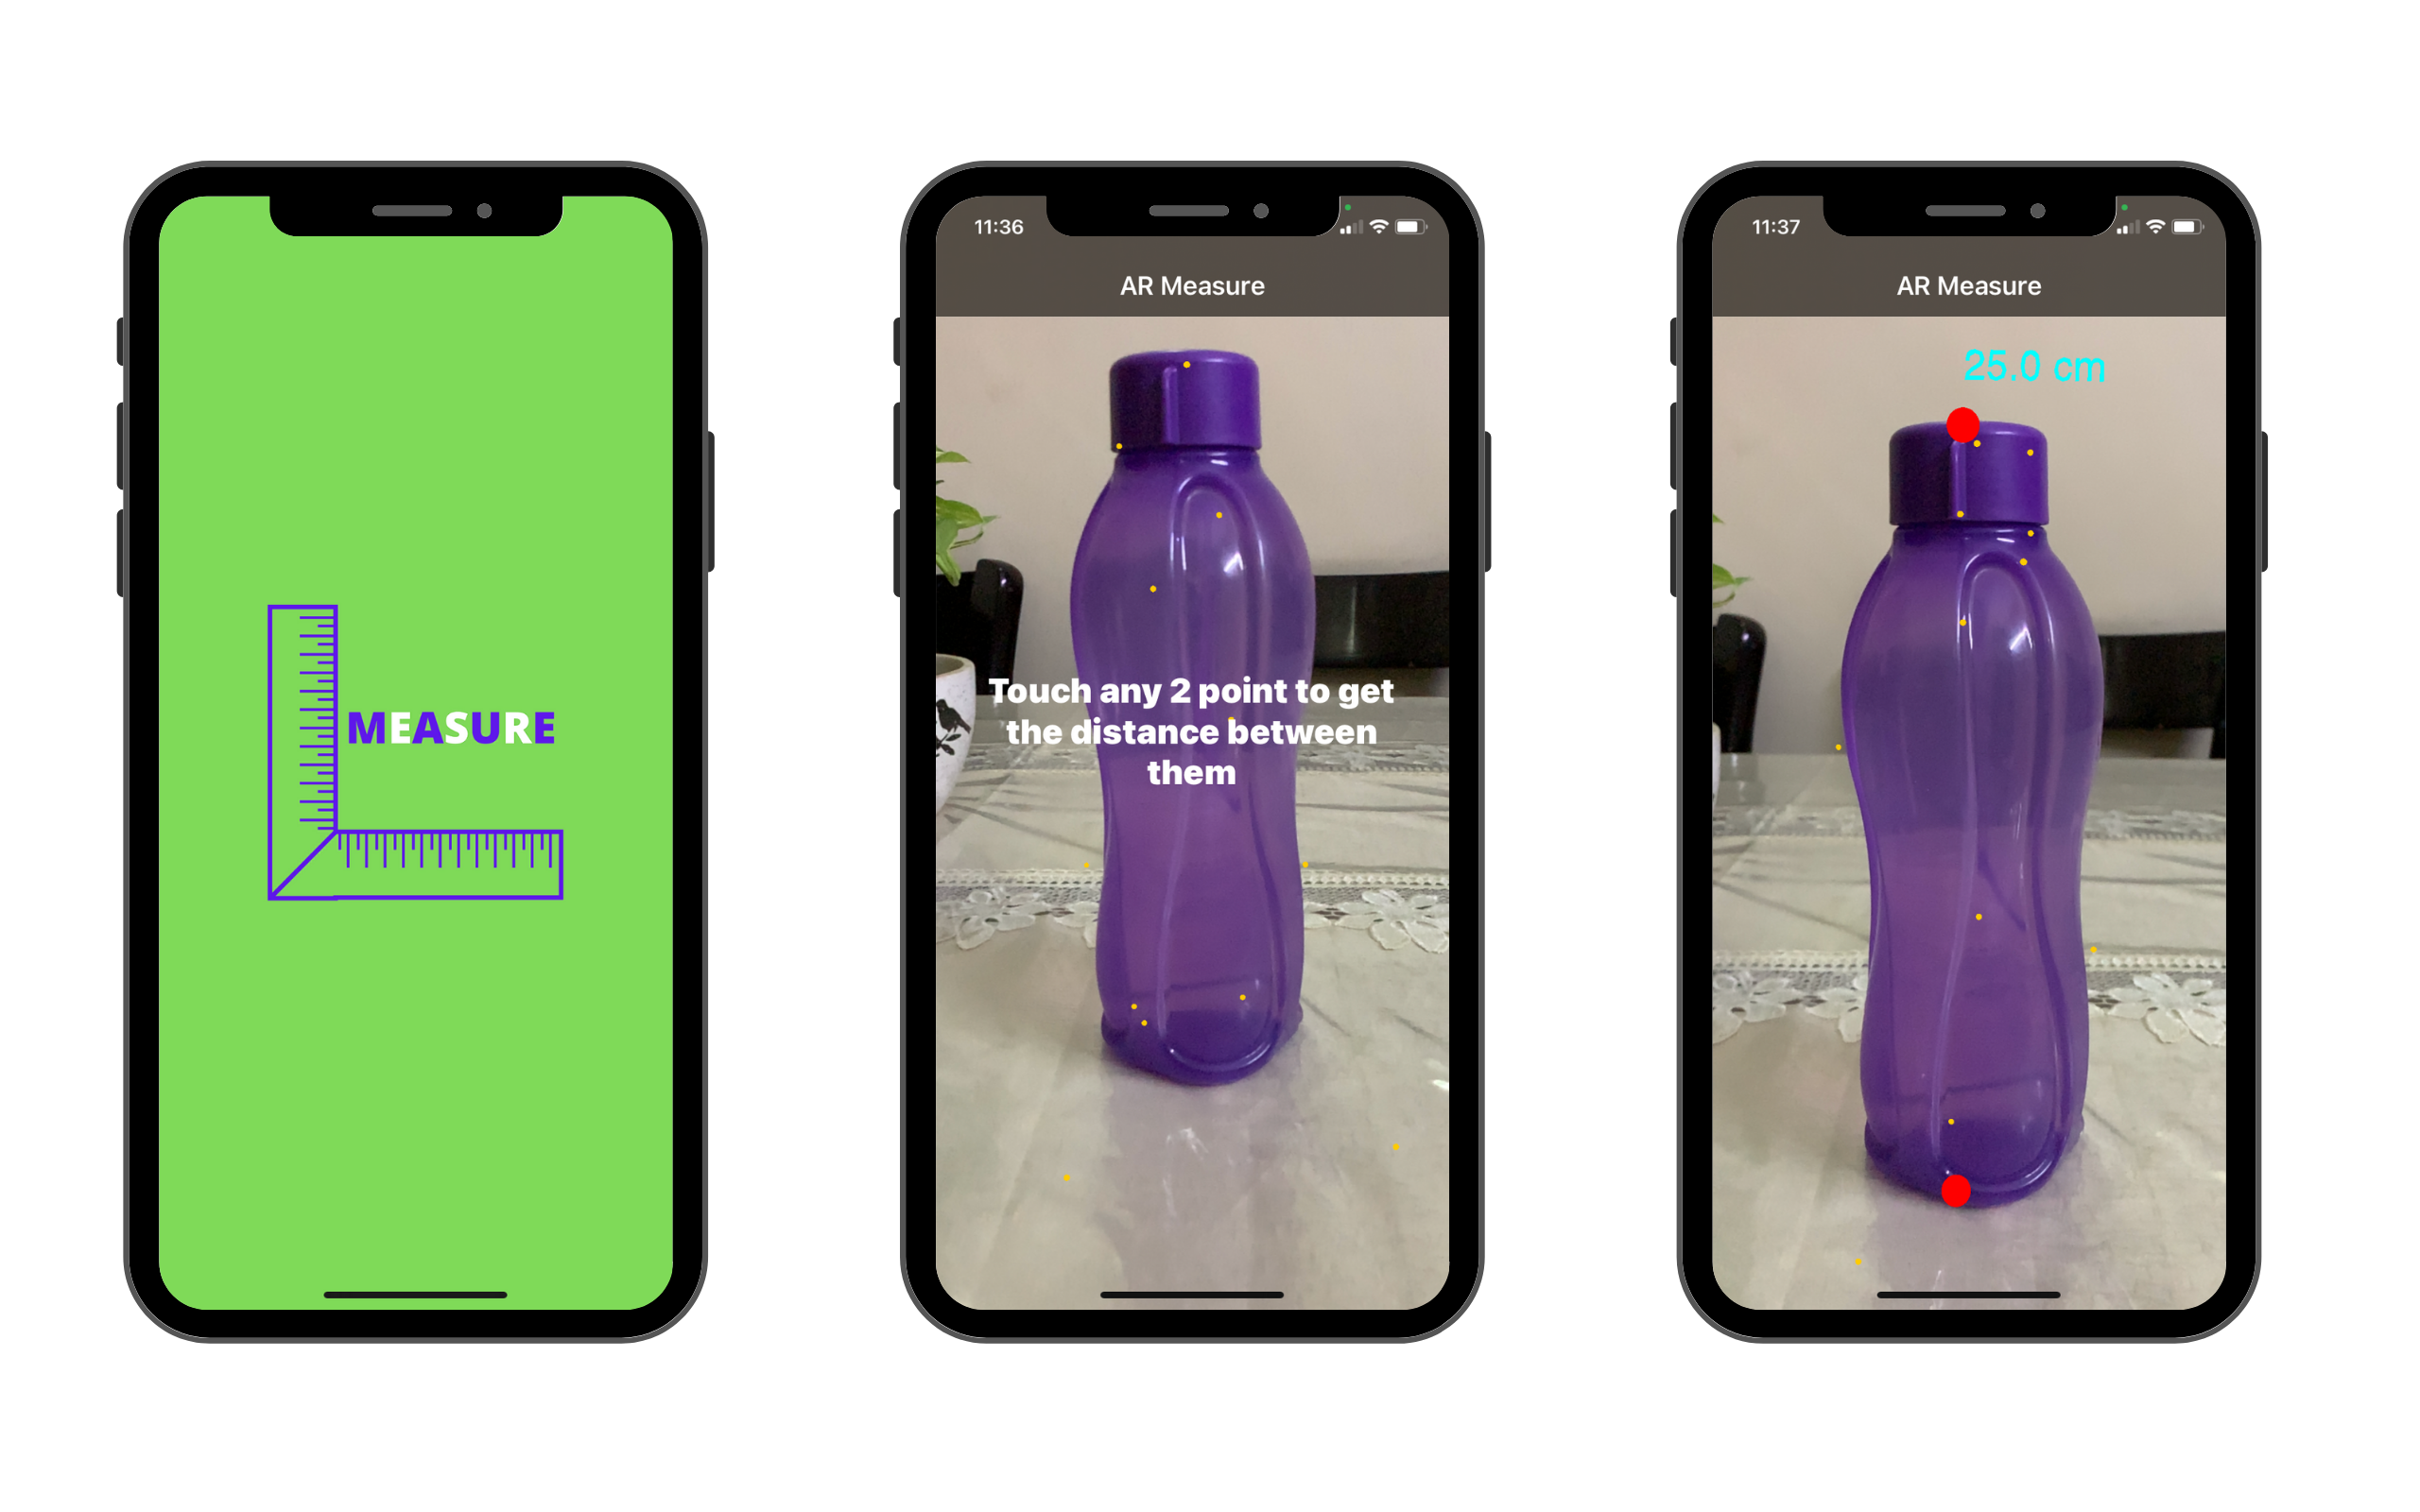 MEASURE
11:36
AR Measure
Touch any 2 point to get
the distance between
them
11:37
AR Measure
25.0 cm